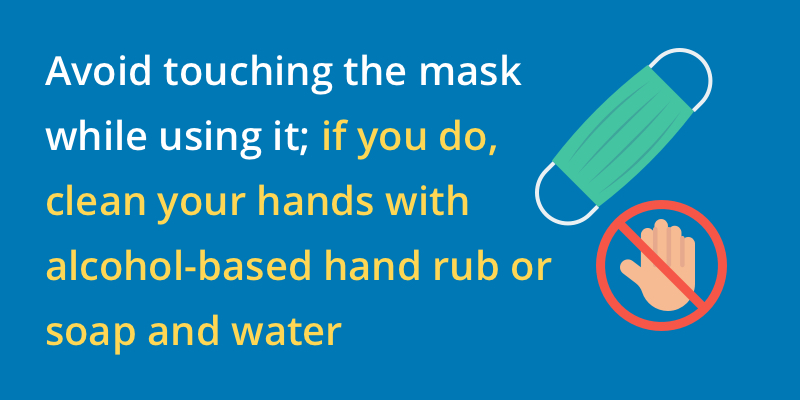 Avoid touching the mask
while using it; if you do,
clean your hands with
alcohol-based hand rub or
soap and water